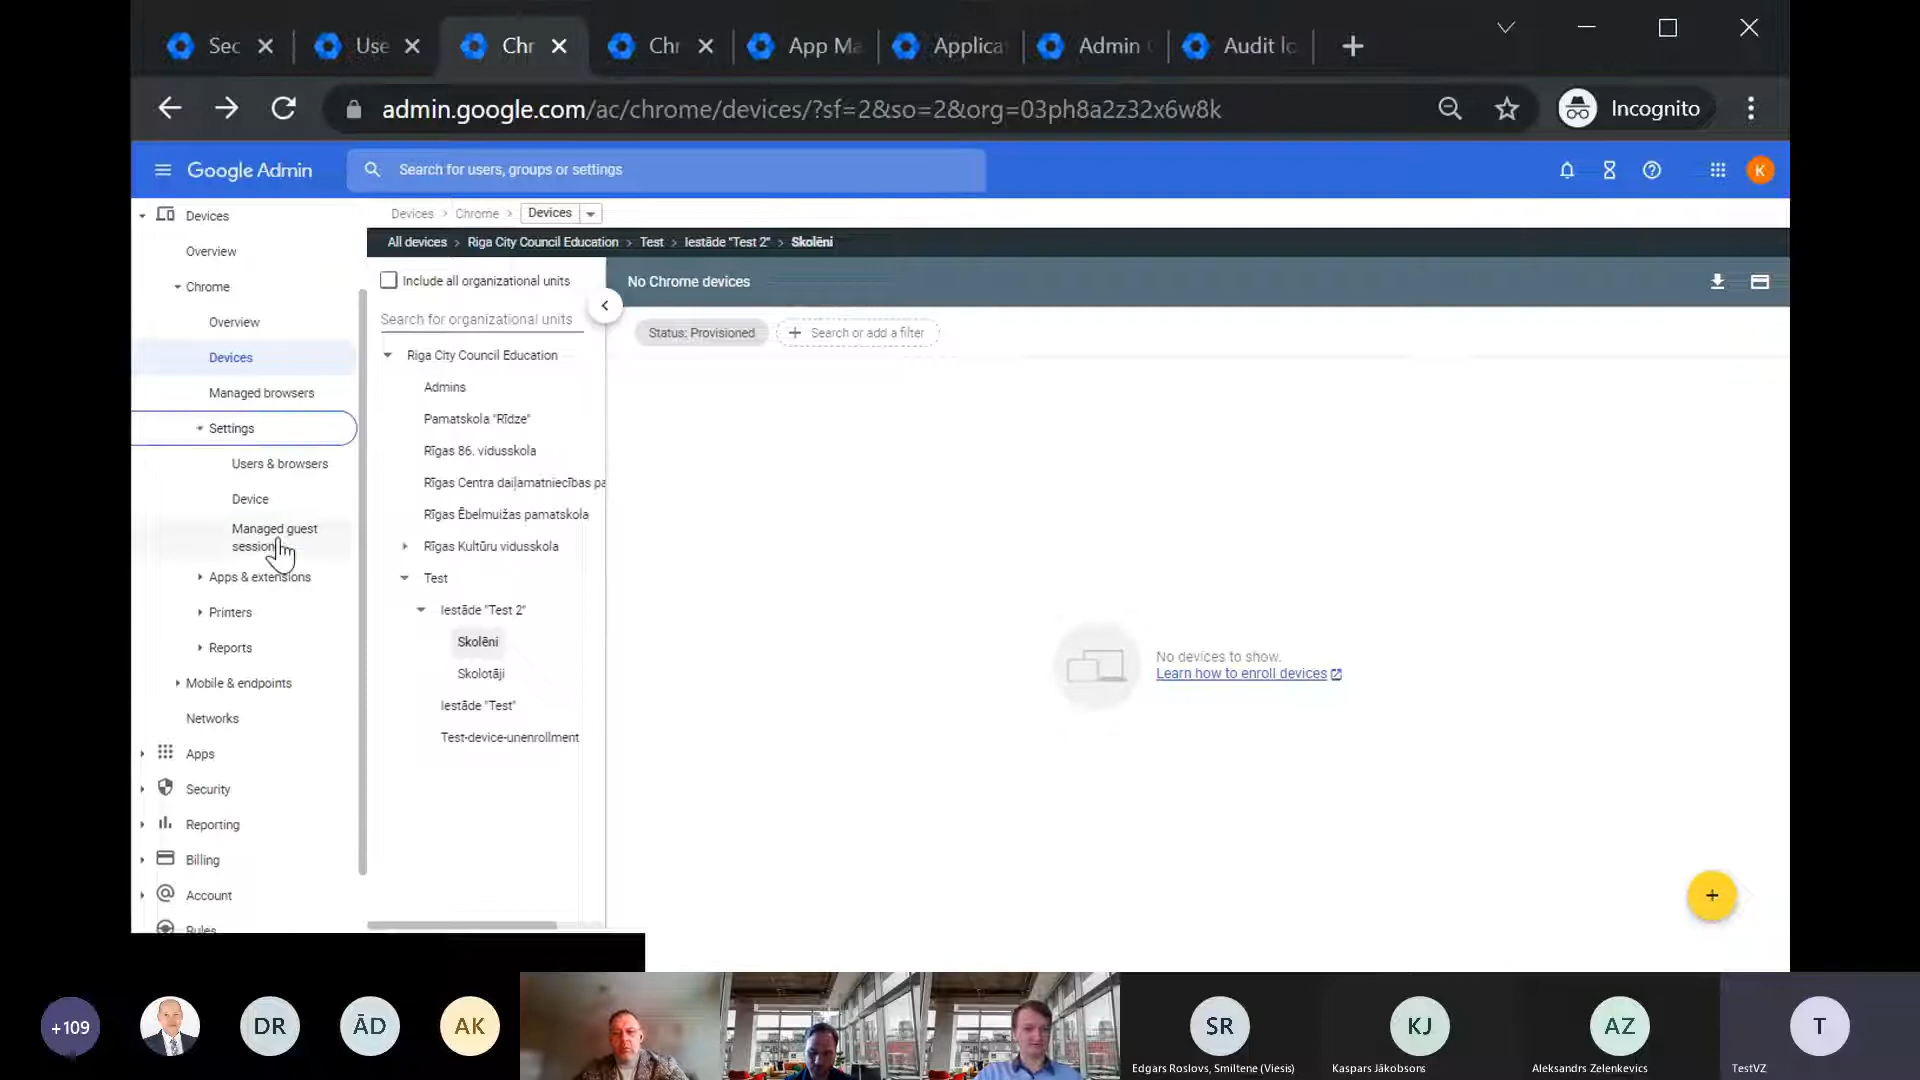 Sec
Use
Chr
Chr
App Ma
Applica
Admin
Audit lo
admin.google.com/ac/chrome/devices/?sf=2&so=2&org=03ph8a2z32x6w8k
Incognito
Google Admin
Search for users, groups or settings
K
Devices
Overview
Chrome
Overview
Devices
Managed browsers
Settings
Users & browsers
Device
Managed guest
session
Apps & extensions
Printers
Reports
Mobile & endpoints
Networks
Apps
Security
Reporting
Billing
Account
Rules
Devices > Chrome > Devices
All devices > Riga City Council Education > Test > Iestāde "Test 2" > Skolēni
Include all organizational units
Search for organizational units
Riga City Council Education
Admins
Pamatskola "Rīdze"
Rīgas 86. vidusskola
Rīgas Centra daiļamatniecības pa
Rīgas Ēbelmuižas pamatskola
Rīgas Kultūru vidusskola
Test
Iestāde "Test 2"
Skolēni
Skolotāji
Iestāde "Test"
Test-device-unenrollment
No Chrome devices
Status: Provisioned
+ Search or add a filter
No devices to show.
Learn how to enroll devices
+109
DR
ĀD
AK
SR
Edgars Roslovs, Smiltene (Viesis)
KJ
Kaspars Jākobsons
AZ
Aleksandrs Zelenkevics
T
TestVZ